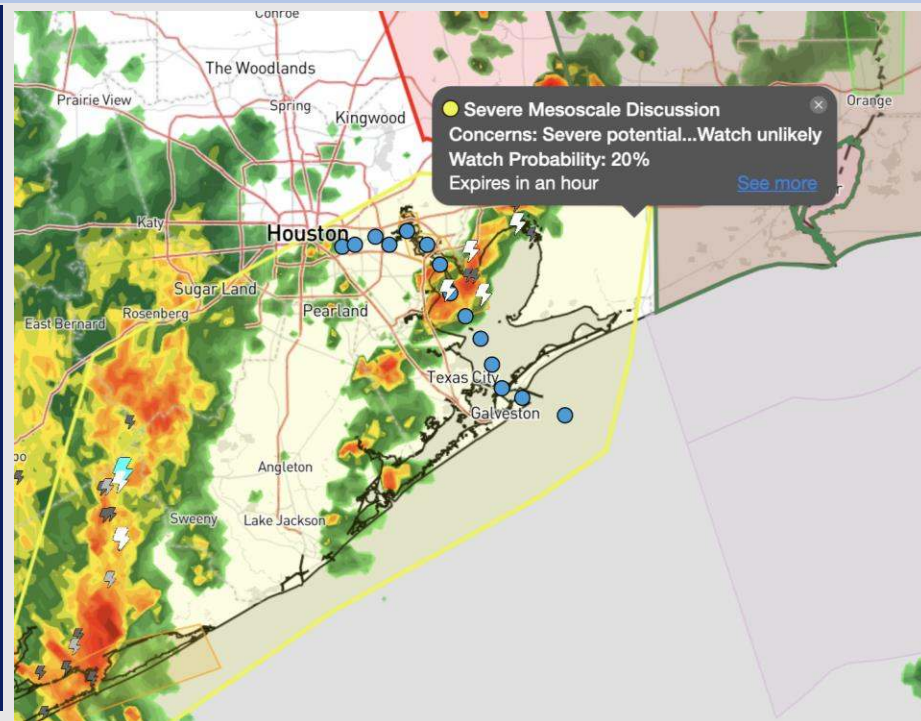 Conroe
The Woodlands
Prairie View
Spring
Kingwood
Orange
Severe Mesoscale Discussion
Concerns: Severe potential...Watch unlikely
Watch Probability: 20%
Expires in an hour
See more
Katy
Houston
Sugar Land
Rosenberg
Pearland
East Bernard
Texas City
Galveston
Angleton
Sweeny
Lake Jackson